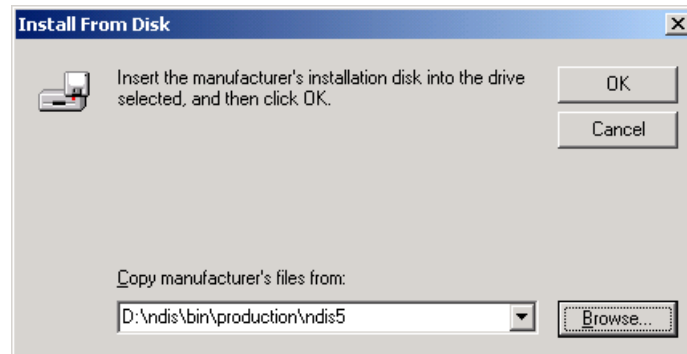 Install From Disk
Insert the manufacturer's installation disk into the drive
selected, and then click OK.
OK
Cancel
Copy manufacturer's files from:
D:\ndis\bin\production\ndis5
Browse...